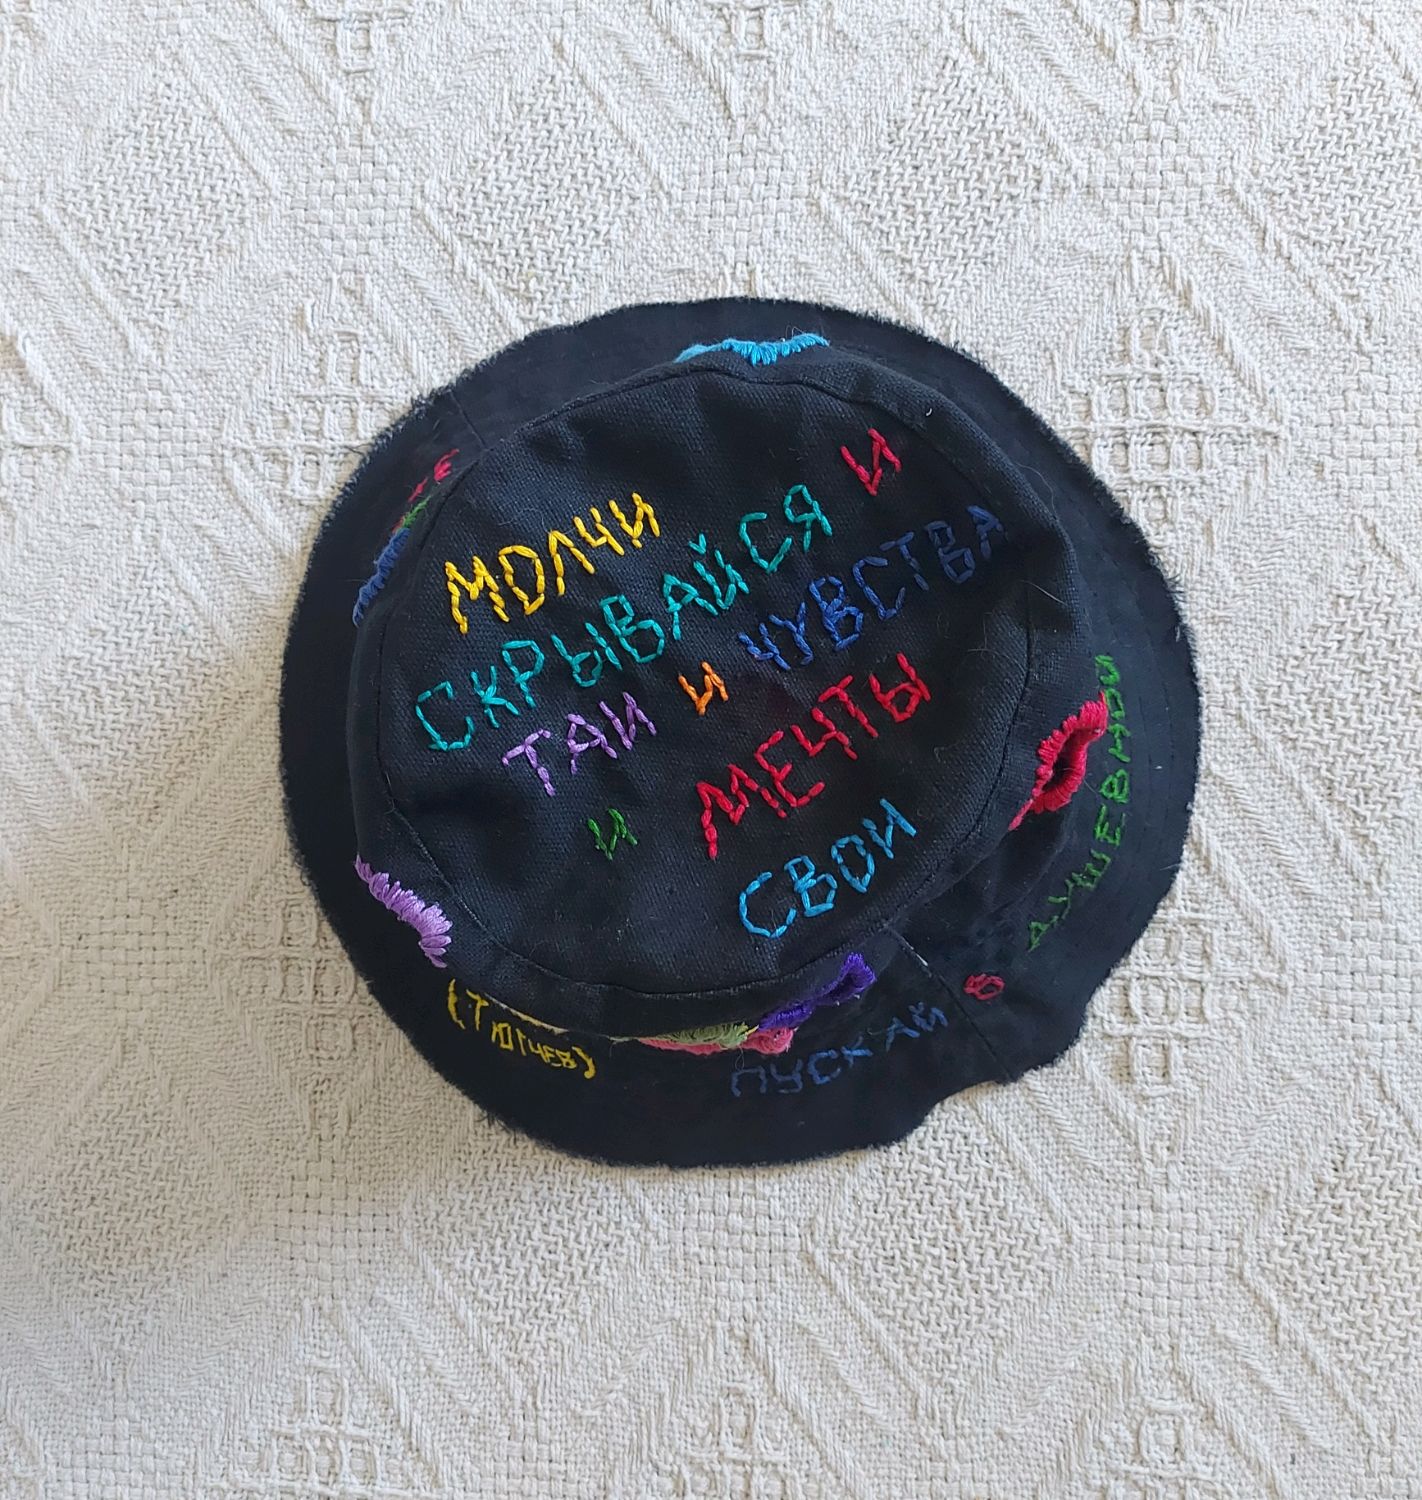 МОЛЧИ
СКРЫВАЙСЯ И
ТАИ И ЧУВСТВА
И МЕЧТЫ
СВОИ
ПУСКАЙ В ДУШЕВНОЙ
(ТЮТЧЕВ)